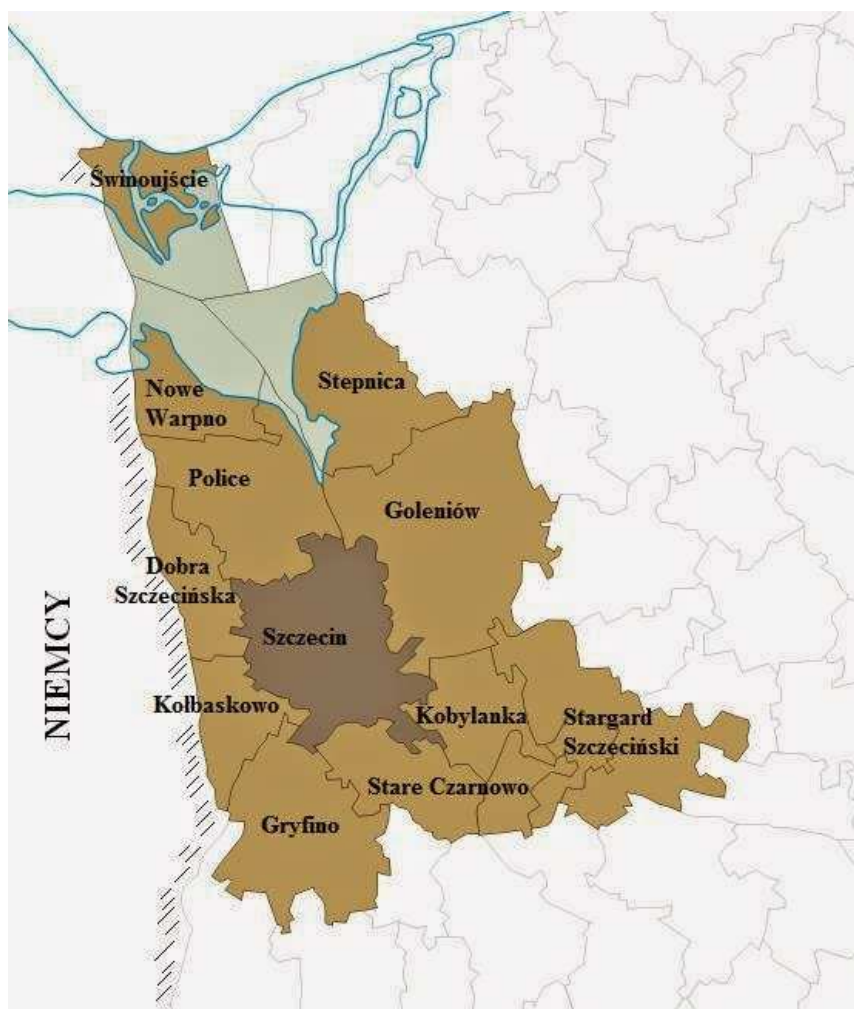 Świnoujście
Nowe
Warpno
Stepnica
Police
Goleniów
Dobra
Szczecińska
Szczecin
NIEMCY
Kołbaskowo
Kobylanka
Stargard
Szczeciński
Stare Czarnowo
Gryfino